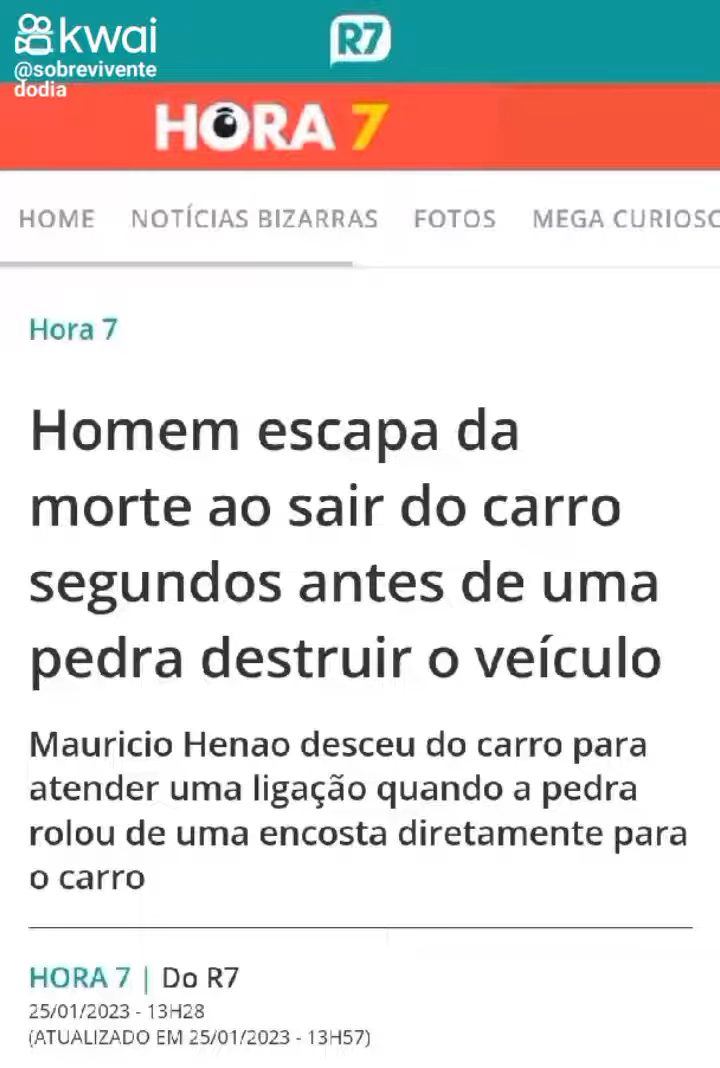 kwai
@sobrevivente
dodia
R7
HORA 7
HOME NOTÍCIAS BIZARRAS FOTOS MEGA CURIOSO
Hora 7
Homem escapa da
morte ao sair do carro
segundos antes de uma
pedra destruir o veículo
Mauricio Henao desceu do carro para
atender uma ligação quando a pedra
rolou de uma encosta diretamente para
o carro
HORA 7 | Do R7
25/01/2023 - 13H28
(ATUALIZADO EM 25/01/2023 - 13H57)